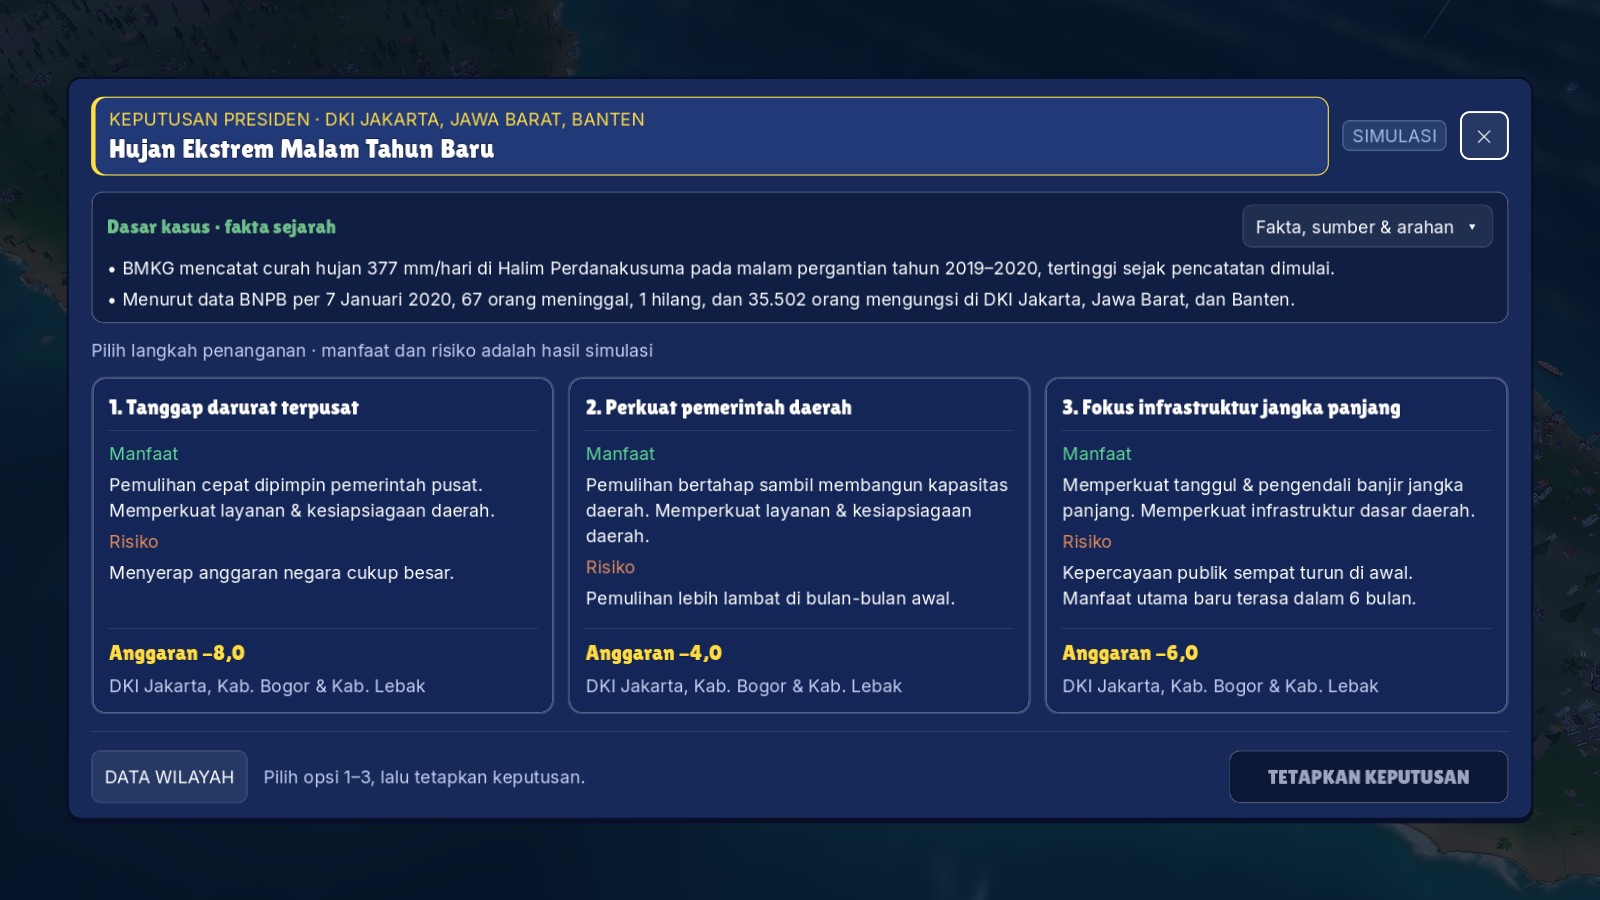 KEPUTUSAN PRESIDEN · DKI JAKARTA, JAWA BARAT, BANTEN
Hujan Ekstrem Malam Tahun Baru
SIMULASI
×
Dasar kasus · fakta sejarah
Fakta, sumber & arahan ▾
• BMKG mencatat curah hujan 377 mm/hari di Halim Perdanakusuma pada malam pergantian tahun 2019–2020, tertinggi sejak pencatatan dimulai.
• Menurut data BNPB per 7 Januari 2020, 67 orang meninggal, 1 hilang, dan 35.502 orang mengungsi di DKI Jakarta, Jawa Barat, dan Banten.
Pilih langkah penanganan · manfaat dan risiko adalah hasil simulasi
1. Tanggap darurat terpusat
Manfaat
Pemulihan cepat dipimpin pemerintah pusat.
Memperkuat layanan & kesiapsiagaan daerah.
Risiko
Menyerap anggaran negara cukup besar.
Anggaran −8,0
DKI Jakarta, Kab. Bogor & Kab. Lebak
2. Perkuat pemerintah daerah
Manfaat
Pemulihan bertahap sambil membangun kapasitas
daerah. Memperkuat layanan & kesiapsiagaan
daerah.
Risiko
Pemulihan lebih lambat di bulan-bulan awal.
Anggaran −4,0
DKI Jakarta, Kab. Bogor & Kab. Lebak
3. Fokus infrastruktur jangka panjang
Manfaat
Memperkuat tanggul & pengendali banjir jangka
panjang. Memperkuat infrastruktur dasar daerah.
Risiko
Kepercayaan publik sempat turun di awal.
Manfaat utama baru terasa dalam 6 bulan.
Anggaran −6,0
DKI Jakarta, Kab. Bogor & Kab. Lebak
DATA WILAYAH
Pilih opsi 1–3, lalu tetapkan keputusan.
TETAPKAN KEPUTUSAN